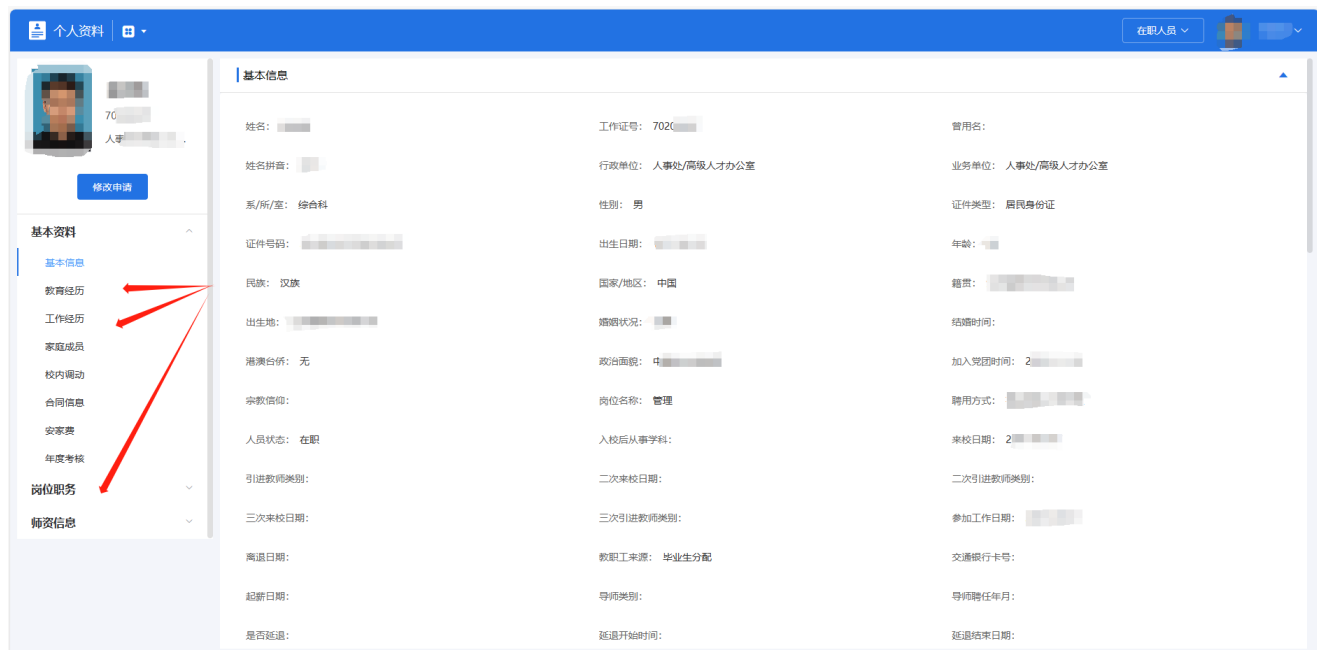 个人资料
在职人员
70
人事
修改申请
基本资料
基本信息
教育经历
工作经历
家庭成员
校内调动
合同信息
安家费
年度考核
岗位职务
师资信息
基本信息
姓名： 工作证号： 702 曾用名：
姓名拼音： 行政单位： 人事处/高级人才办公室 业务单位： 人事处/高级人才办公室
系/所/室： 综合科 性别： 男 证件类型： 居民身份证
证件号码： 出生日期： 年龄：
民族： 汉族 国家/地区： 中国 籍贯：
出生地： 婚姻状况： 结婚时间：
港澳台侨： 无 政治面貌： 中 加入党团时间： 2
宗教信仰： 岗位名称： 管理 聘用方式：
人员状态： 在职 入校后从事学科： 来校日期： 2
引进教师类别： 二次来校日期： 二次引进教师类别：
三次来校日期： 三次引进教师类别： 参加工作日期：
离退日期： 教职工来源： 毕业生分配 交通银行卡号：
起薪日期： 导师类别： 导师聘任年月：
是否延退： 延退开始时间： 延退结束日期：